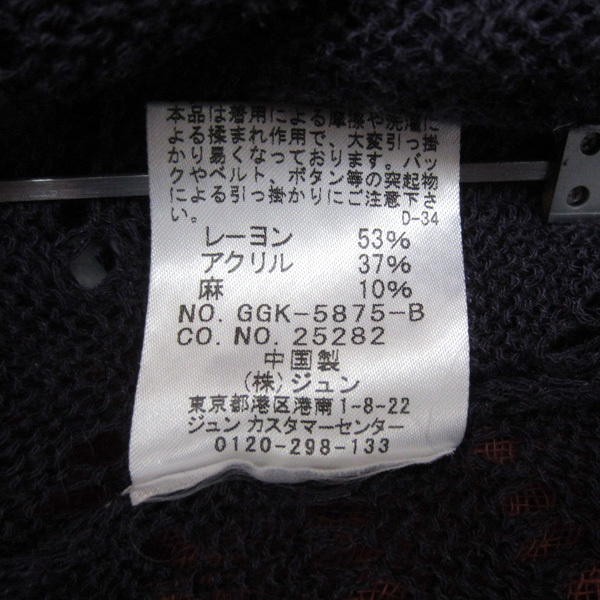 本品は着用による摩擦や洗濯に
よる揉まれ作用で、大変引っ掛
かり易くなっております。バッ
クやベルト、ボタン等の突起物
による引っ掛かりにご注意下さ
い。 D-34
レーヨン 53%
アクリル 37%
麻 10%
NO. GGK-5875-B
CO. NO. 25282
中国製
(株)ジュン
東京都港区港南1-8-22
ジュン カスタマーセンター
0120-298-133